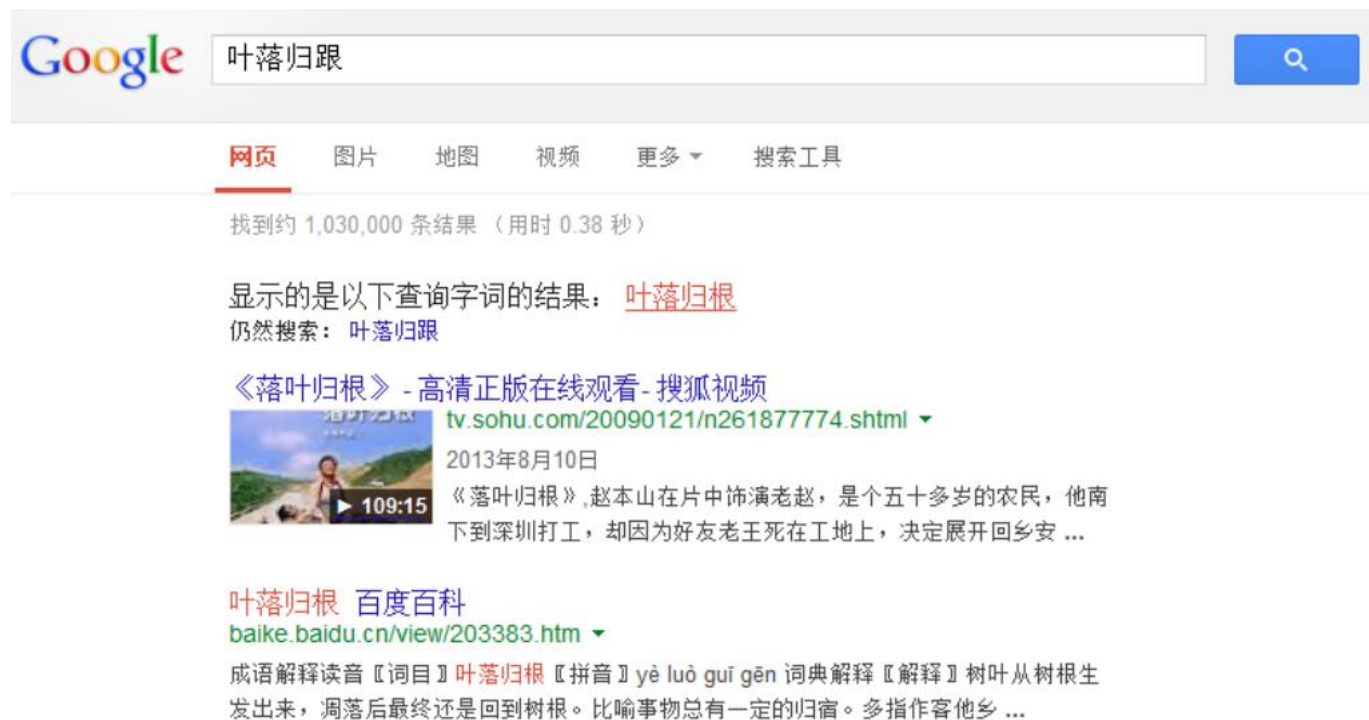 Google 叶落归跟
网页 图片 地图 视频 更多 搜索工具
找到约 1,030,000 条结果 （用时 0.38 秒）
显示的是以下查询字词的结果： 叶落归根
仍然搜索： 叶落归跟
《落叶归根》 - 高清正版在线观看- 搜狐视频
tv.sohu.com/20090121/n261877774.shtml
2013年8月10日
109:15
《落叶归根》,赵本山在片中饰演老赵，是个五十多岁的农民，他南
下到深圳打工，却因为好友老王死在工地上，决定展开回乡安 ...
叶落归根 百度百科
baike.baidu.cn/view/203383.htm
成语解释读音〖词目〗叶落归根〖拼音〗yè luò guī gēn 词典解释〖解释〗树叶从树根生
发出来，凋落后最终还是回到树根。比喻事物总有一定的归宿。多指作客他乡 ...